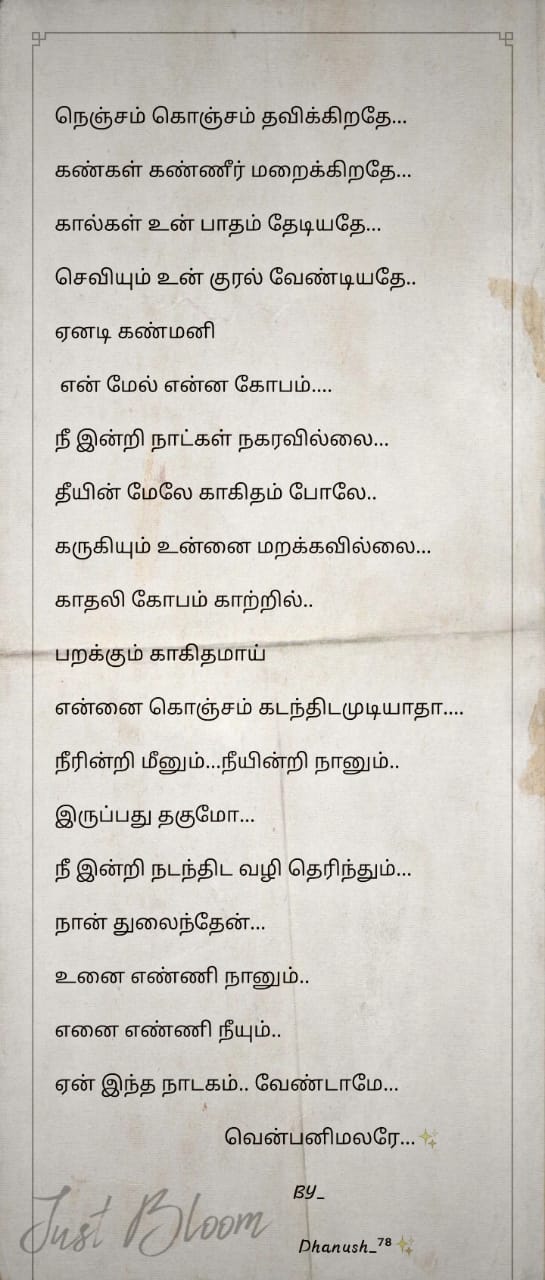 நெஞ்சம் கொஞ்சம் தவிக்கிறதே...
கண்கள் கண்ணீர் மறைக்கிறதே...
கால்கள் உன் பாதம் தேடியதே...
செவியும் உன் குரல் வேண்டியதே..
ஏனடி கண்மனி
என் மேல் என்ன கோபம்....
நீ இன்றி நாட்கள் நகரவில்லை...
தீயின் மேலே காகிதம் போலே..
கருகியும் உன்னை மறக்கவில்லை...
காதலி கோபம் காற்றில்..
பறக்கும் காகிதமாய்
என்னை கொஞ்சம் கடந்திடமுடியாதா....
நீரின்றி மீனும்...நீயின்றி நானும்..
இருப்பது தகுமோ...
நீ இன்றி நடந்திட வழி தெரிந்தும்...
நான் துலைந்தேன்...
உனை எண்ணி நானும்..
எனை எண்ணி நீயும்..
ஏன் இந்த நாடகம்.. வேண்டாமே...
வென்பனிமலரே...✨
BY_
Just Bloom
Dhanush_⁷⁸✨